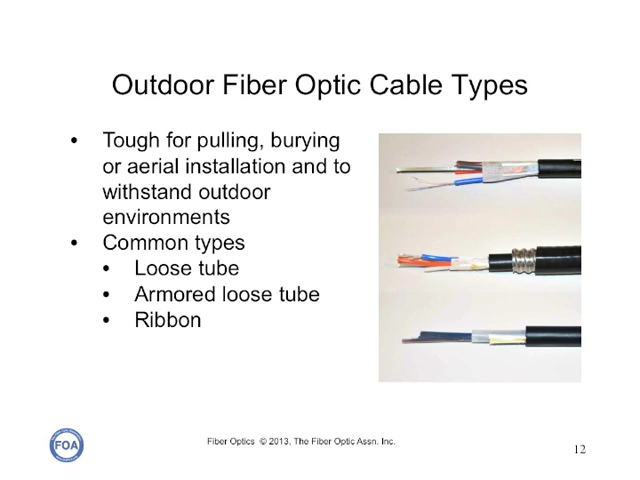 Outdoor Fiber Optic Cable Types
• Tough for pulling, burying
or aerial installation and to
withstand outdoor
environments
• Common types
• Loose tube
• Armored loose tube
• Ribbon
FOA
Fiber Optics © 2013, The Fiber Optic Assn. Inc.
12